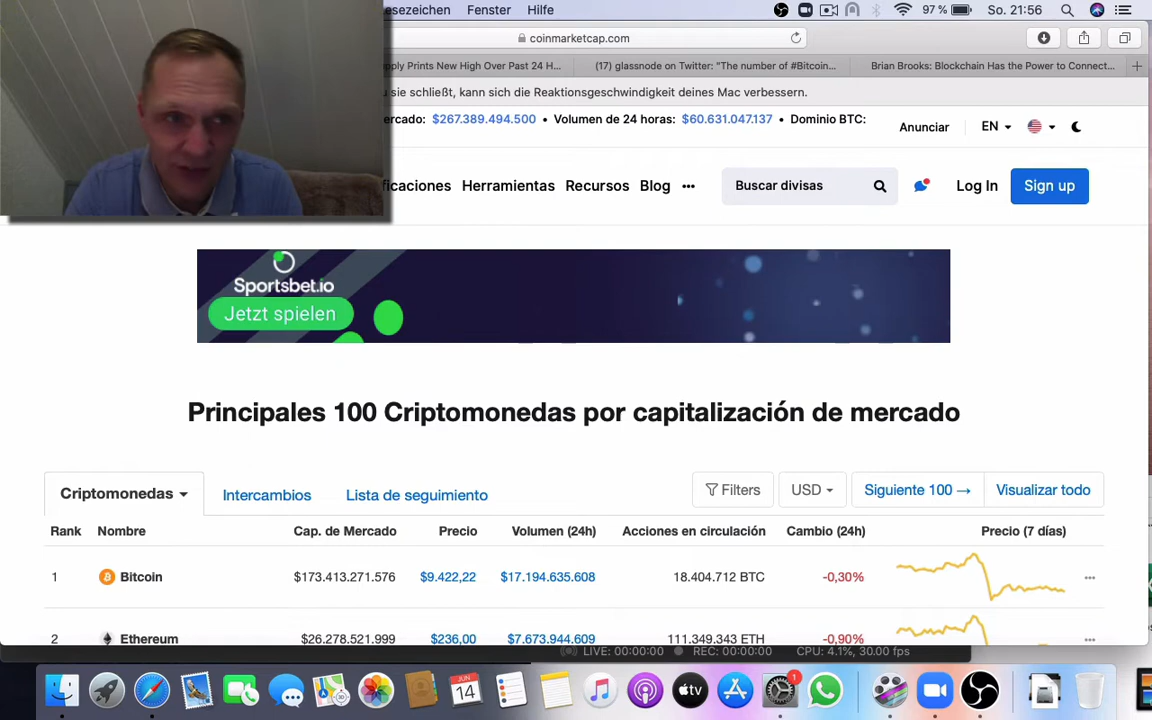 Fenster Hilfe 97 % So. 21:56
coinmarketcap.com
pply Prints New High Over Past 24 H... (17) glassnode on Twitter: "The number of #Bitcoin... Brian Brooks: Blockchain Has the Power to Connect...
sie schließt, kann sich die Reaktionsgeschwindigkeit deines Mac verbessern.
$267.389.494.500 • Volumen de 24 horas: $60.631.047.137 • Dominio BTC:
Anunciar EN
Herramientas Recursos Blog ••• Buscar divisas Log In Sign up
Sportsbet.io
Jetzt spielen
Principales 100 Criptomonedas por capitalización de mercado
Criptomonedas Intercambios Lista de seguimiento Filters USD Siguiente 100 → Visualizar todo
Rank Nombre Cap. de Mercado Precio Volumen (24h) Acciones en circulación Cambio (24h) Precio (7 días)
1 Bitcoin $173.413.271.576 $9.422,22 $17.194.635.608 18.404.712 BTC -0,30%
2 Ethereum $26.278.521.999 $236,00 $7.673.944.609 111.349.343 ETH -0,90%
LIVE: 00:00:00 REC: 00:00:00 CPU: 4.1%, 30.00 fps
JUN 14 tv 1